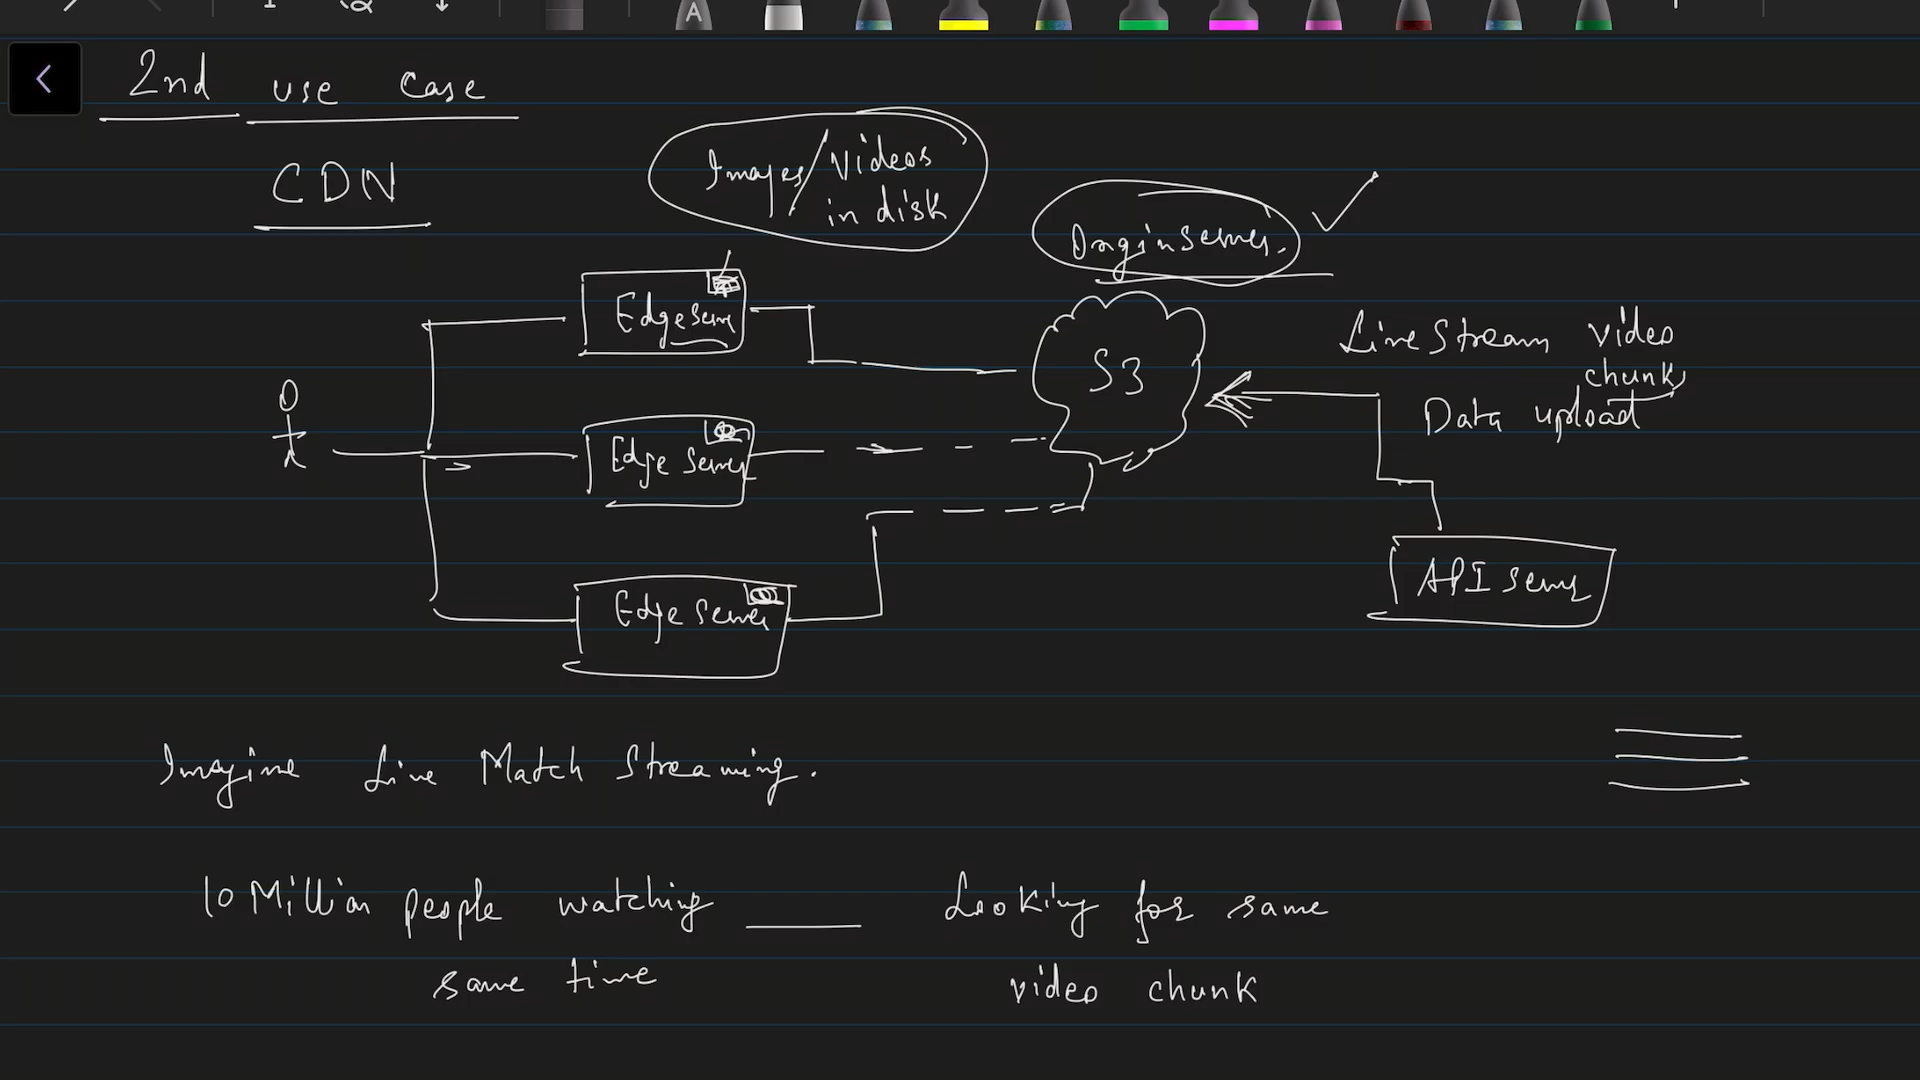 2nd use case
CDN
Images/Videos
in disk
Origin Server.
Edge Server
S3
Live Stream video
chunk
Data upload
Edge Server
API Server
Edge Server
Imagine Live Match Streaming.
10 Million people watching
same time
Looking for same
video chunk